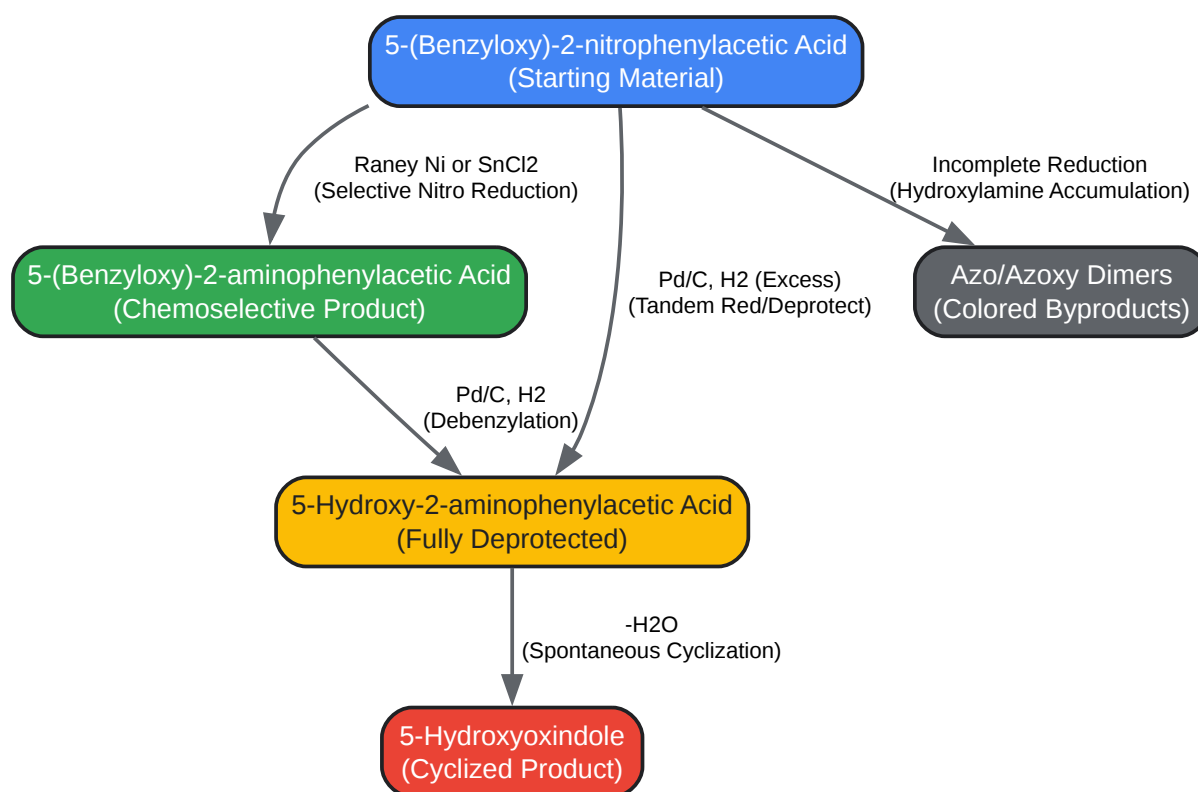 5-(Benzyloxy)-2-nitrophenylacetic Acid
(Starting Material)
Raney Ni or SnCl2
(Selective Nitro Reduction)
Incomplete Reduction
(Hydroxylamine Accumulation)
5-(Benzyloxy)-2-aminophenylacetic Acid
(Chemoselective Product)
Pd/C, H2 (Excess)
(Tandem Red/Deprotect)
Azo/Azoxy Dimers
(Colored Byproducts)
Pd/C, H2
(Debenzylation)
5-Hydroxy-2-aminophenylacetic Acid
(Fully Deprotected)
-H2O
(Spontaneous Cyclization)
5-Hydroxyoxindole
(Cyclized Product)